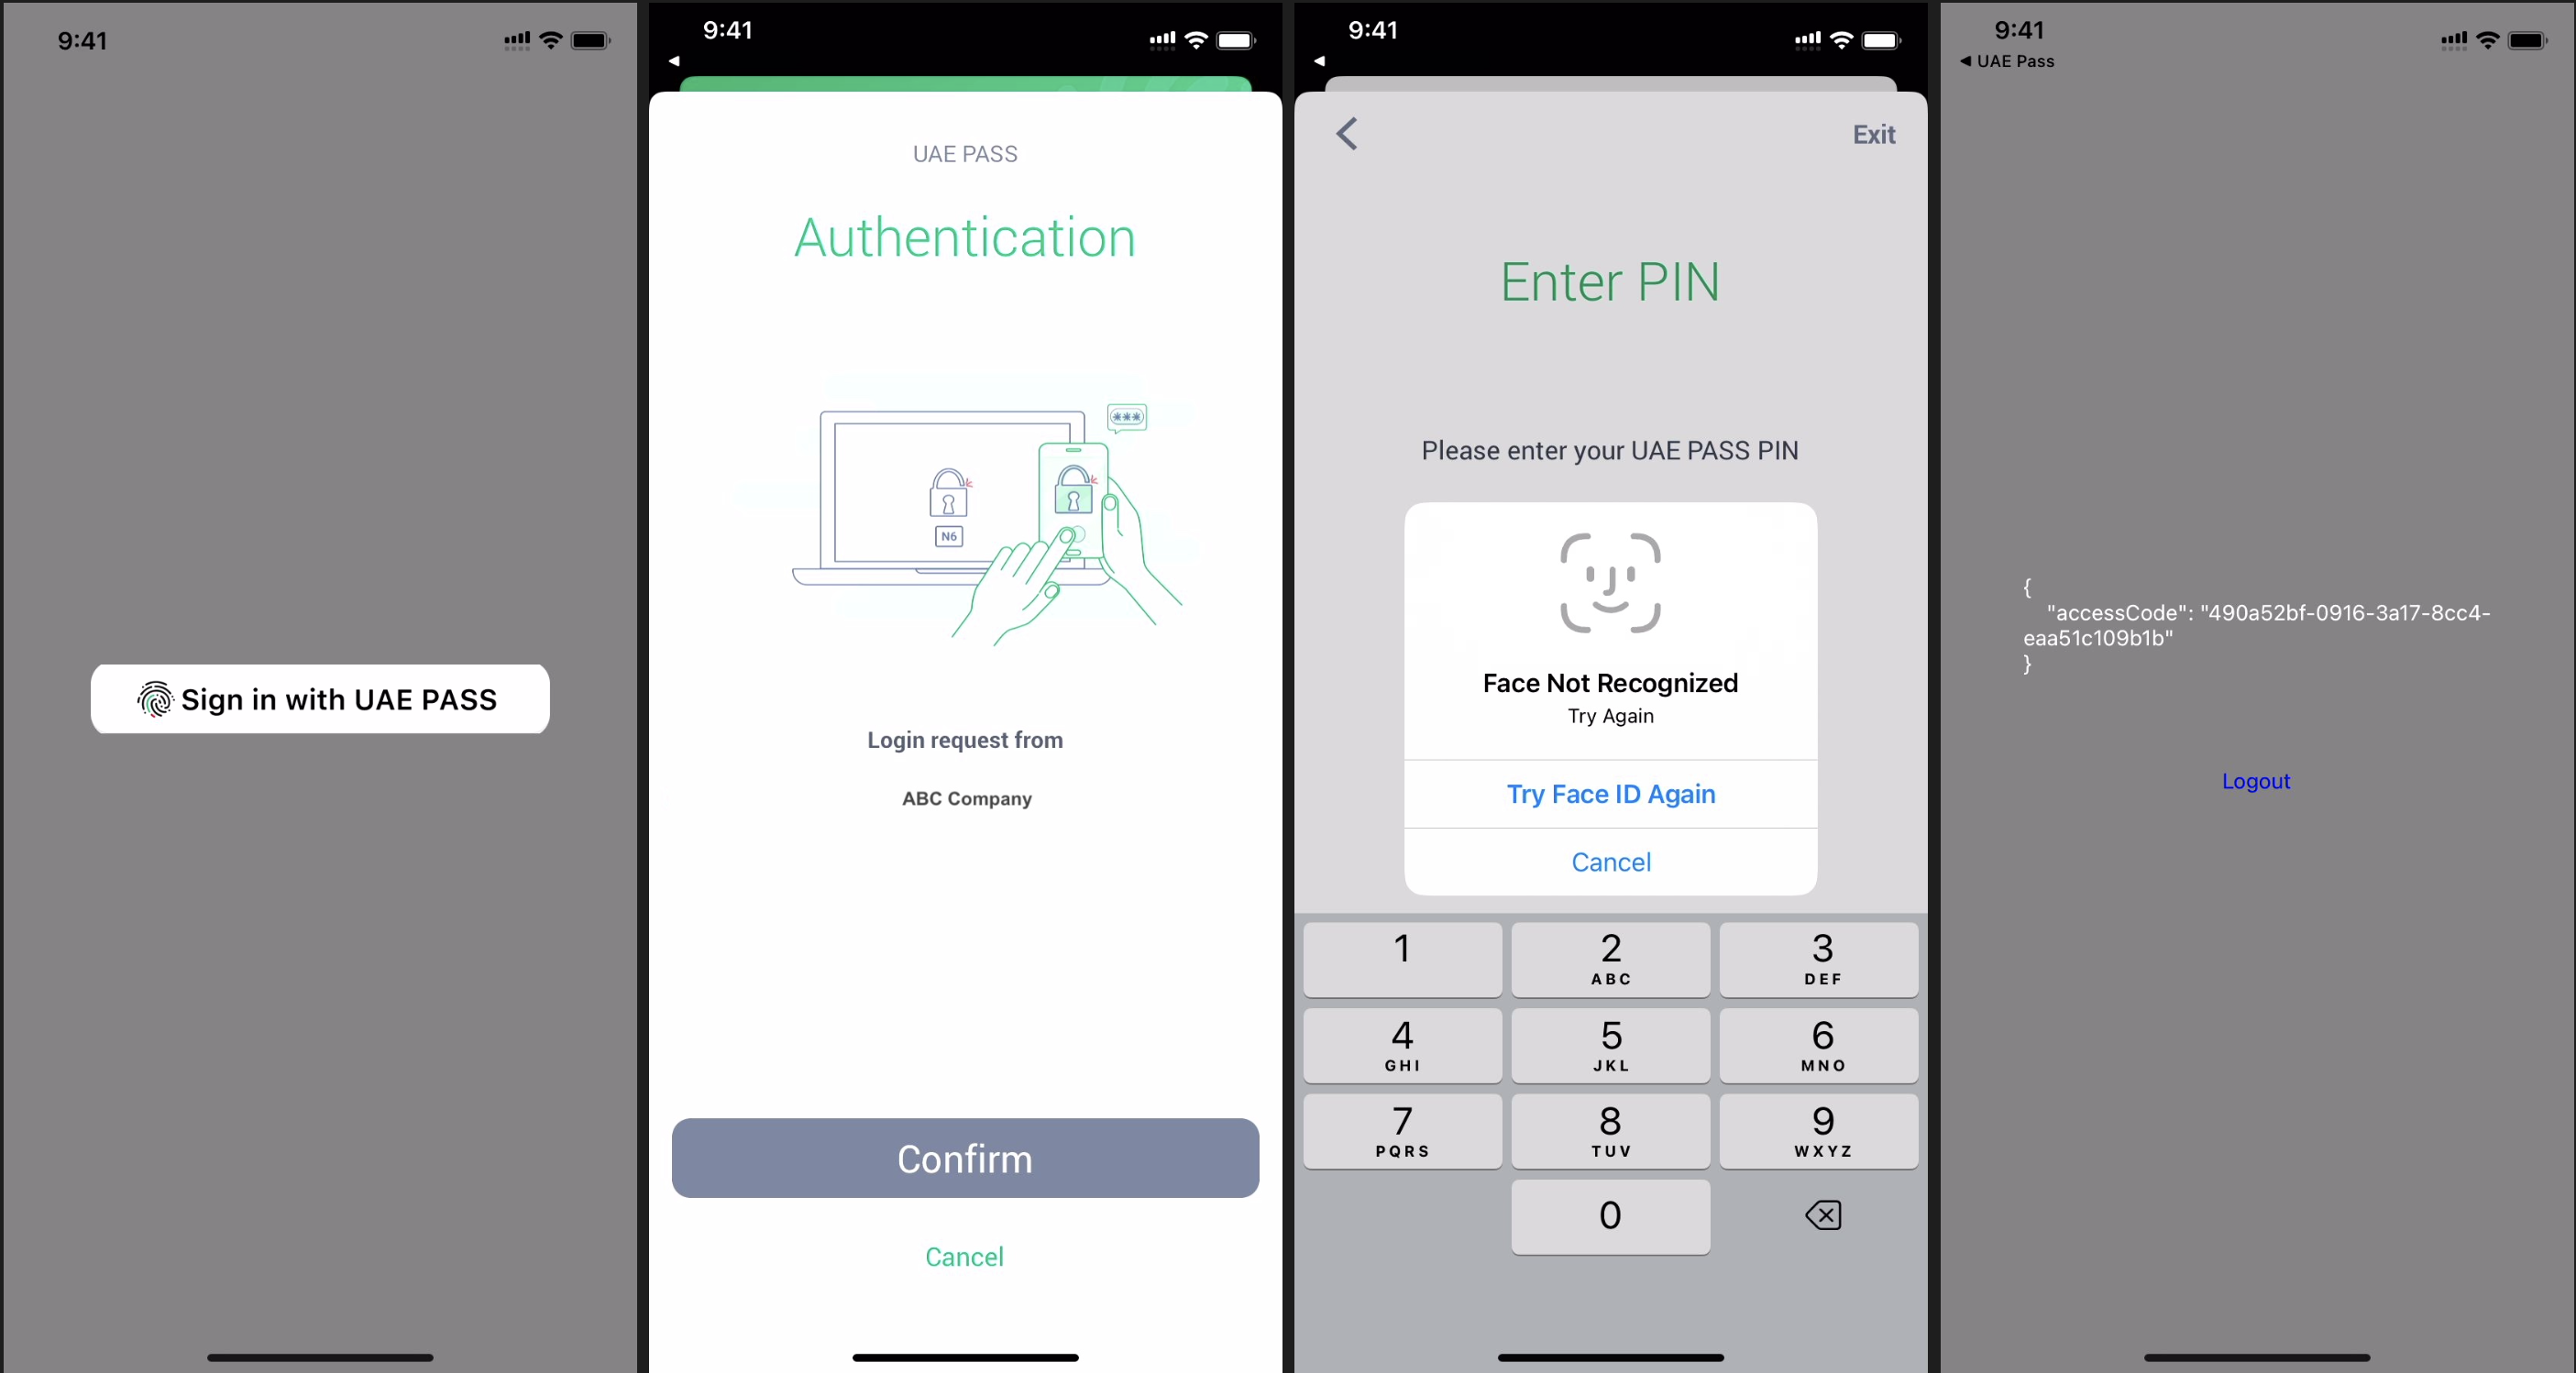 9:41
Sign in with UAE PASS
9:41
UAE PASS
Authentication
***
N6
Login request from
ABC Company
Confirm
Cancel
9:41
Exit
Enter PIN
Please enter your UAE PASS PIN
Face Not Recognized
Try Again
Try Face ID Again
Cancel
1
2
ABC
3
DEF
4
GHI
5
JKL
6
MNO
7
PQRS
8
TUV
9
WXYZ
0
9:41
◀ UAE Pass
{
"accessCode": "490a52bf-0916-3a17-8cc4-
eaa51c109b1b"
}
Logout